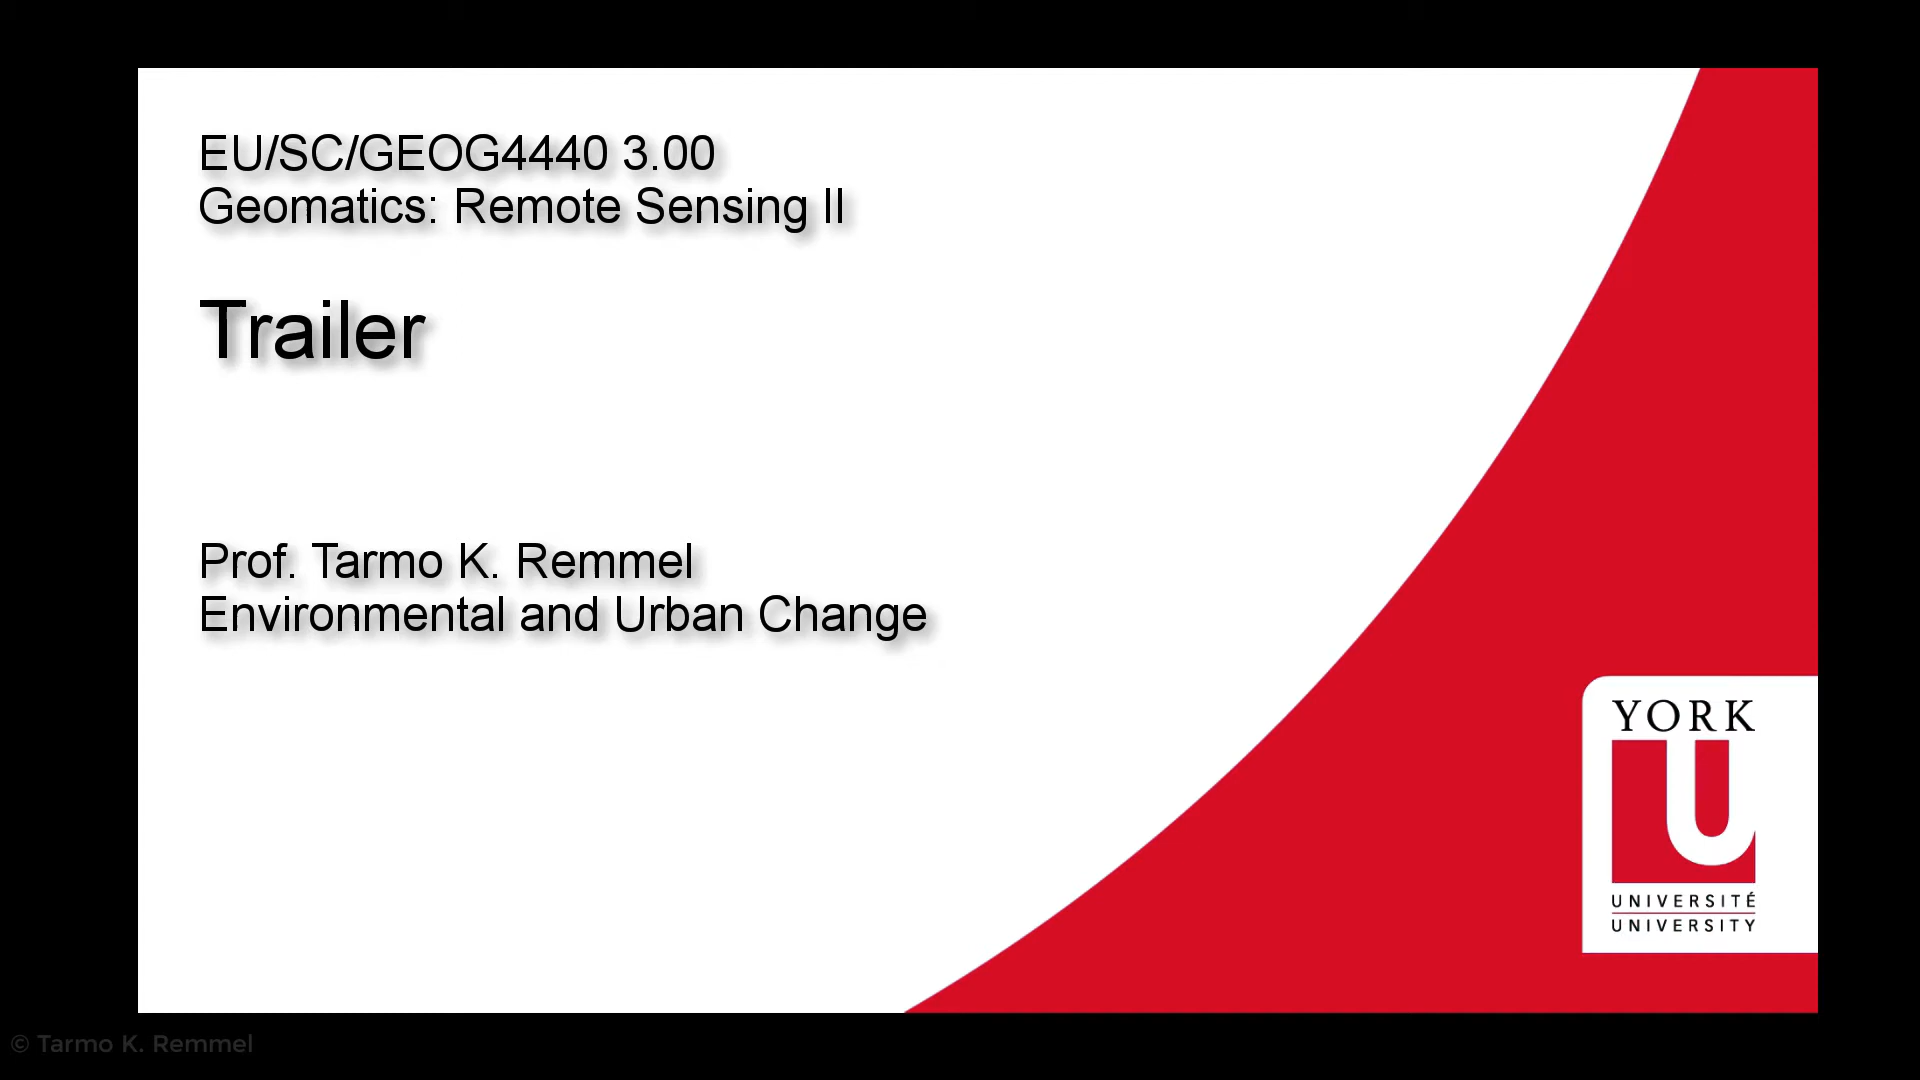 EU/SC/GEOG4440 3.00
Geomatics: Remote Sensing II
Trailer
Prof. Tarmo K. Remmel
Environmental and Urban Change
YORK
U
UNIVERSITÉ
UNIVERSITY
© Tarmo K. Remmel